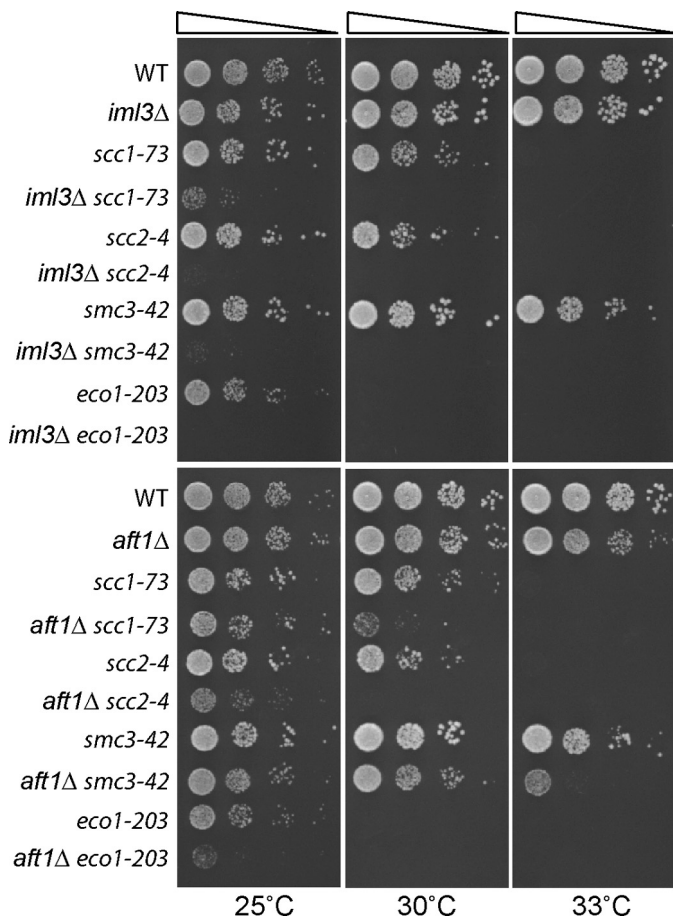 WT
iml3Δ
scc1-73
iml3Δ scc1-73
scc2-4
iml3Δ scc2-4
smc3-42
iml3Δ smc3-42
eco1-203
iml3Δ eco1-203
WT
aft1Δ
scc1-73
aft1Δ scc1-73
scc2-4
aft1Δ scc2-4
smc3-42
aft1Δ smc3-42
eco1-203
aft1Δ eco1-203
25°C 30°C 33°C